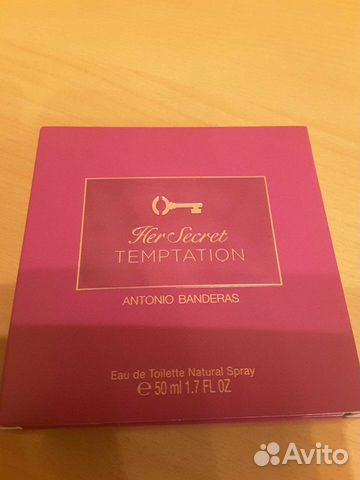 Her Secret
TEMPTATION
ANTONIO BANDERAS
Eau de Toilette Natural Spray
℮ 50 ml 1.7 FL OZ
Avito